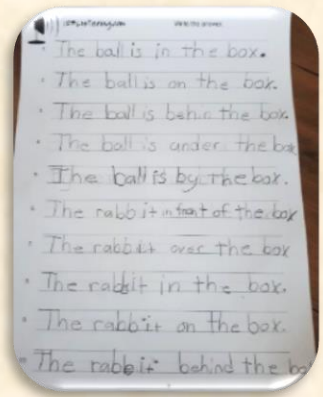 Write the answer
The ball is in the box.
The ball is on the box.
The ball is behin the box.
The ball is under the box
The ball is by the box.
The rabbit in front of the box
The rabbit over the box
The rabbit in the box.
The rabbit on the box.
The rabbit behind the bo